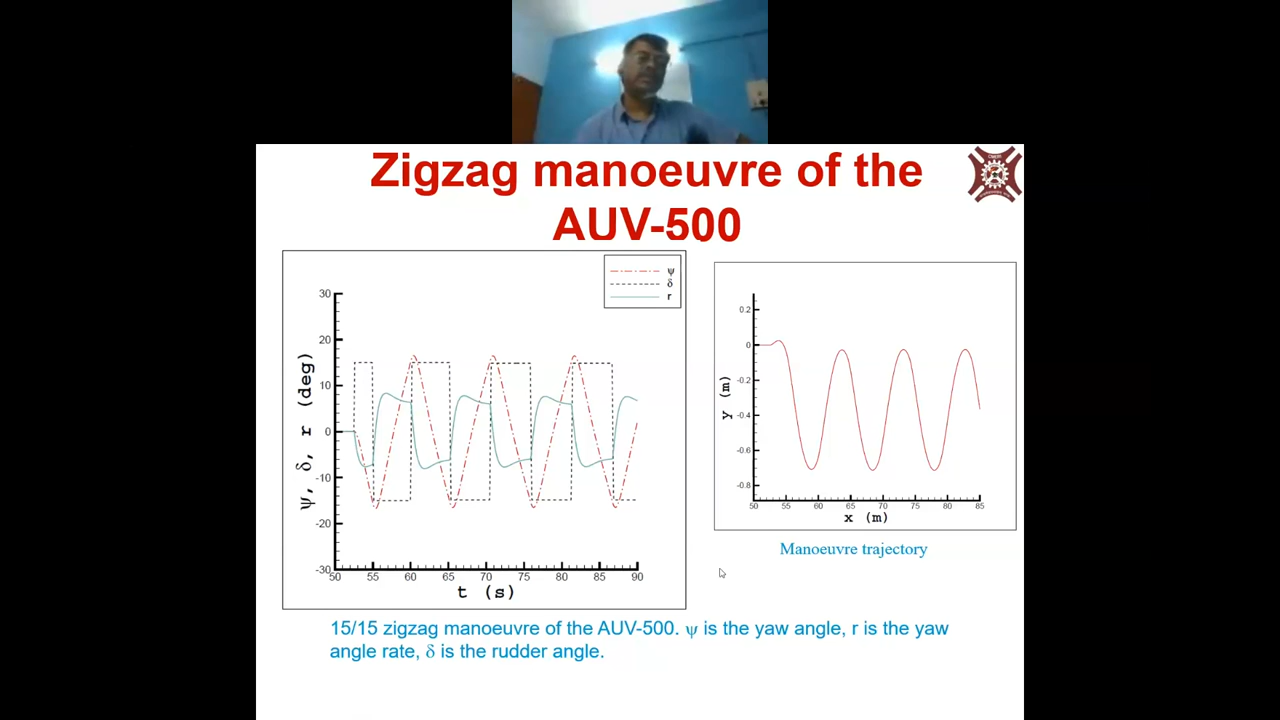 Zigzag manoeuvre of the
AUV-500
ψ
δ
r
30
20
10
0
-10
-20
-30
ψ, δ, r (deg)
50 55 60 65 70 75 80 85 90
t (s)
0.2
0
-0.2
-0.4
-0.6
-0.8
y (m)
50 55 60 65 70 75 80 85
x (m)
Manoeuvre trajectory
15/15 zigzag manoeuvre of the AUV-500. ψ is the yaw angle, r is the yaw
angle rate, δ is the rudder angle.